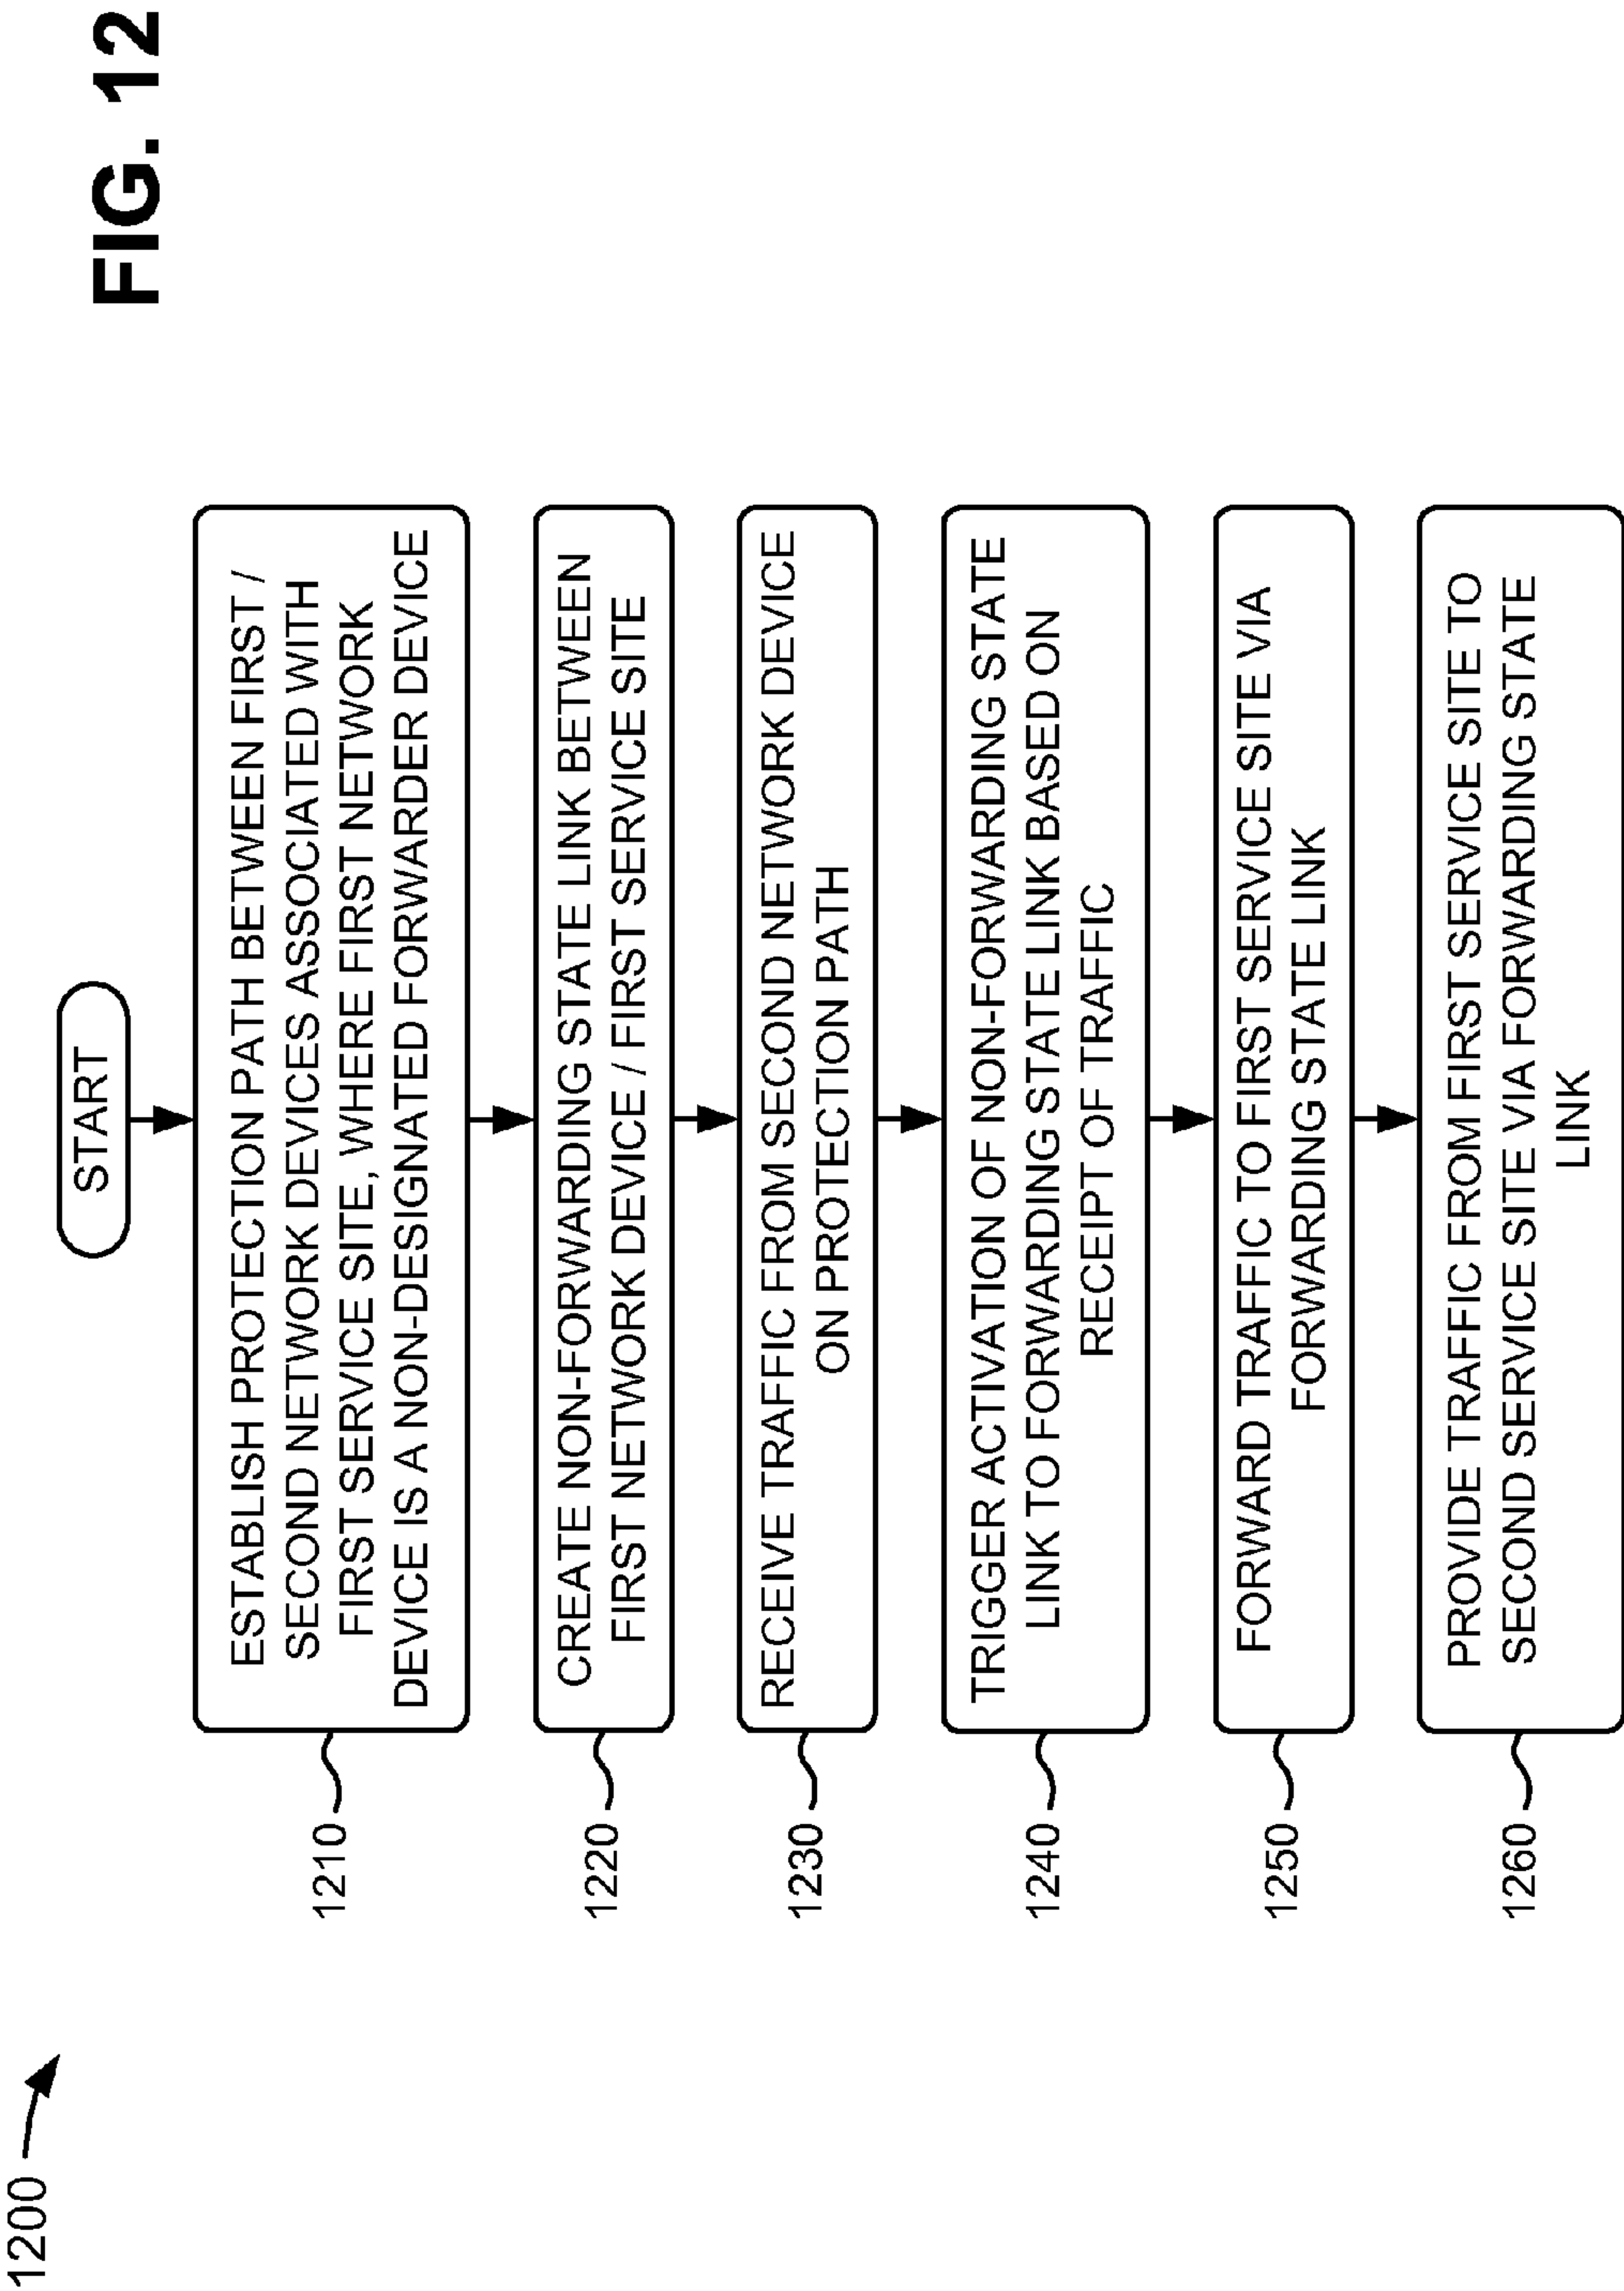 1200
START
1210
ESTABLISH PROTECTION PATH BETWEEN FIRST /
SECOND NETWORK DEVICES ASSOCIATED WITH
FIRST SERVICE SITE, WHERE FIRST NETWORK
DEVICE IS A NON-DESIGNATED FORWARDER DEVICE
1220
CREATE NON-FORWARDING STATE LINK BETWEEN
FIRST NETWORK DEVICE / FIRST SERVICE SITE
1230
RECEIVE TRAFFIC FROM SECOND NETWORK DEVICE
ON PROTECTION PATH
1240
TRIGGER ACTIVATION OF NON-FORWARDING STATE
LINK TO FORWARDING STATE LINK BASED ON
RECEIPT OF TRAFFIC
1250
FORWARD TRAFFIC TO FIRST SERVICE SITE VIA
FORWARDING STATE LINK
1260
PROVIDE TRAFFIC FROM FIRST SERVICE SITE TO
SECOND SERVICE SITE VIA FORWARDING STATE
LINK
FIG. 12